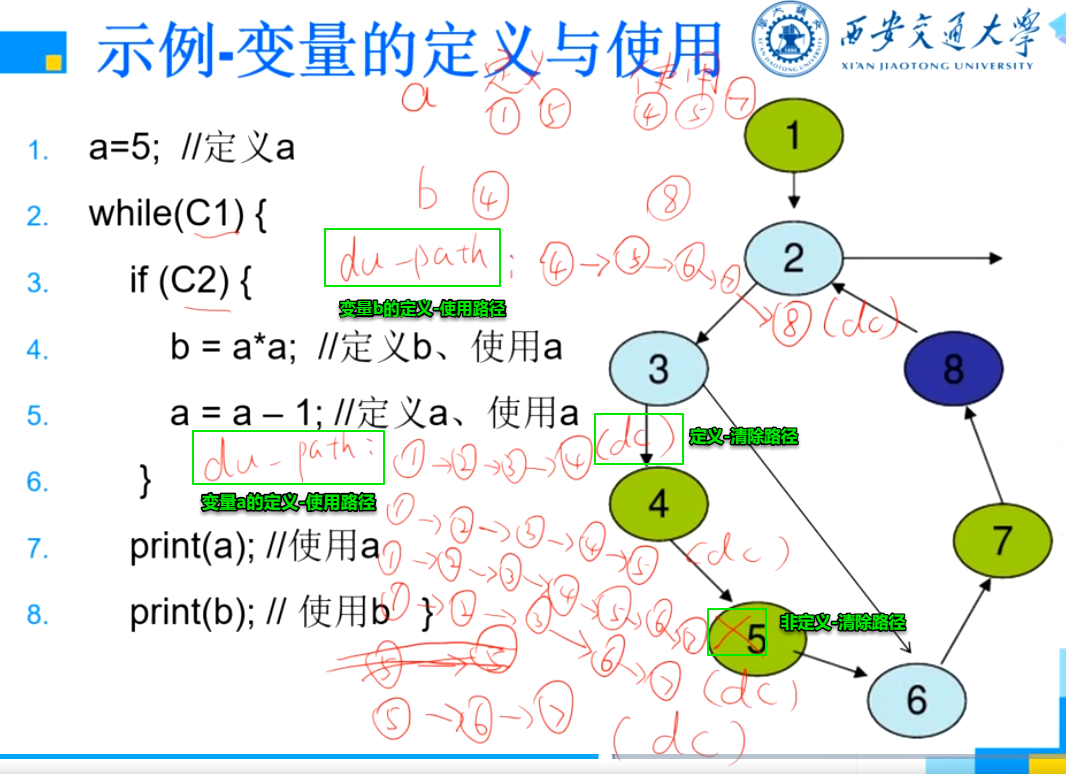 示例-变量的定义与使用
西安交通大学
XI'AN JIAOTONG UNIVERSITY
a 定义 ① ⑤ 使用 ④ ⑤ ⑦
b ④ ⑧
1. a=5; //定义a
2. while(C1) {
3. if (C2) {
4. b = a*a; //定义b、使用a
5. a = a – 1; //定义a、使用a
6. }
7. print(a); //使用a
8. print(b); // 使用b }
du-path: ④→⑤→⑥→⑦→⑧(dc)
变量b的定义-使用路径
du-path: ①→②→③→④(dc)
定义-清除路径
变量a的定义-使用路径
①→②→③→④→⑤(dc)
①→②→③→④→⑤→⑥→⑦
非定义-清除路径
①→②→③→⑥→⑦(dc)
⑤→⑤
⑤→⑥→⑦(dc)
1
2
3
8
4
7
5
6